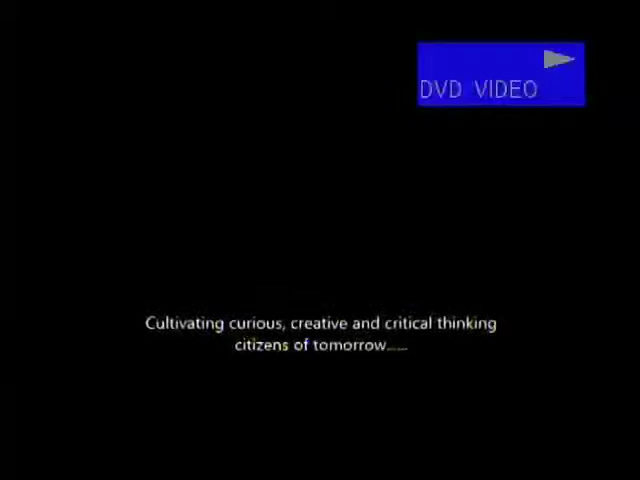 DVD VIDEO
Cultivating curious, creative and critical thinking
citizens of tomorrow.....